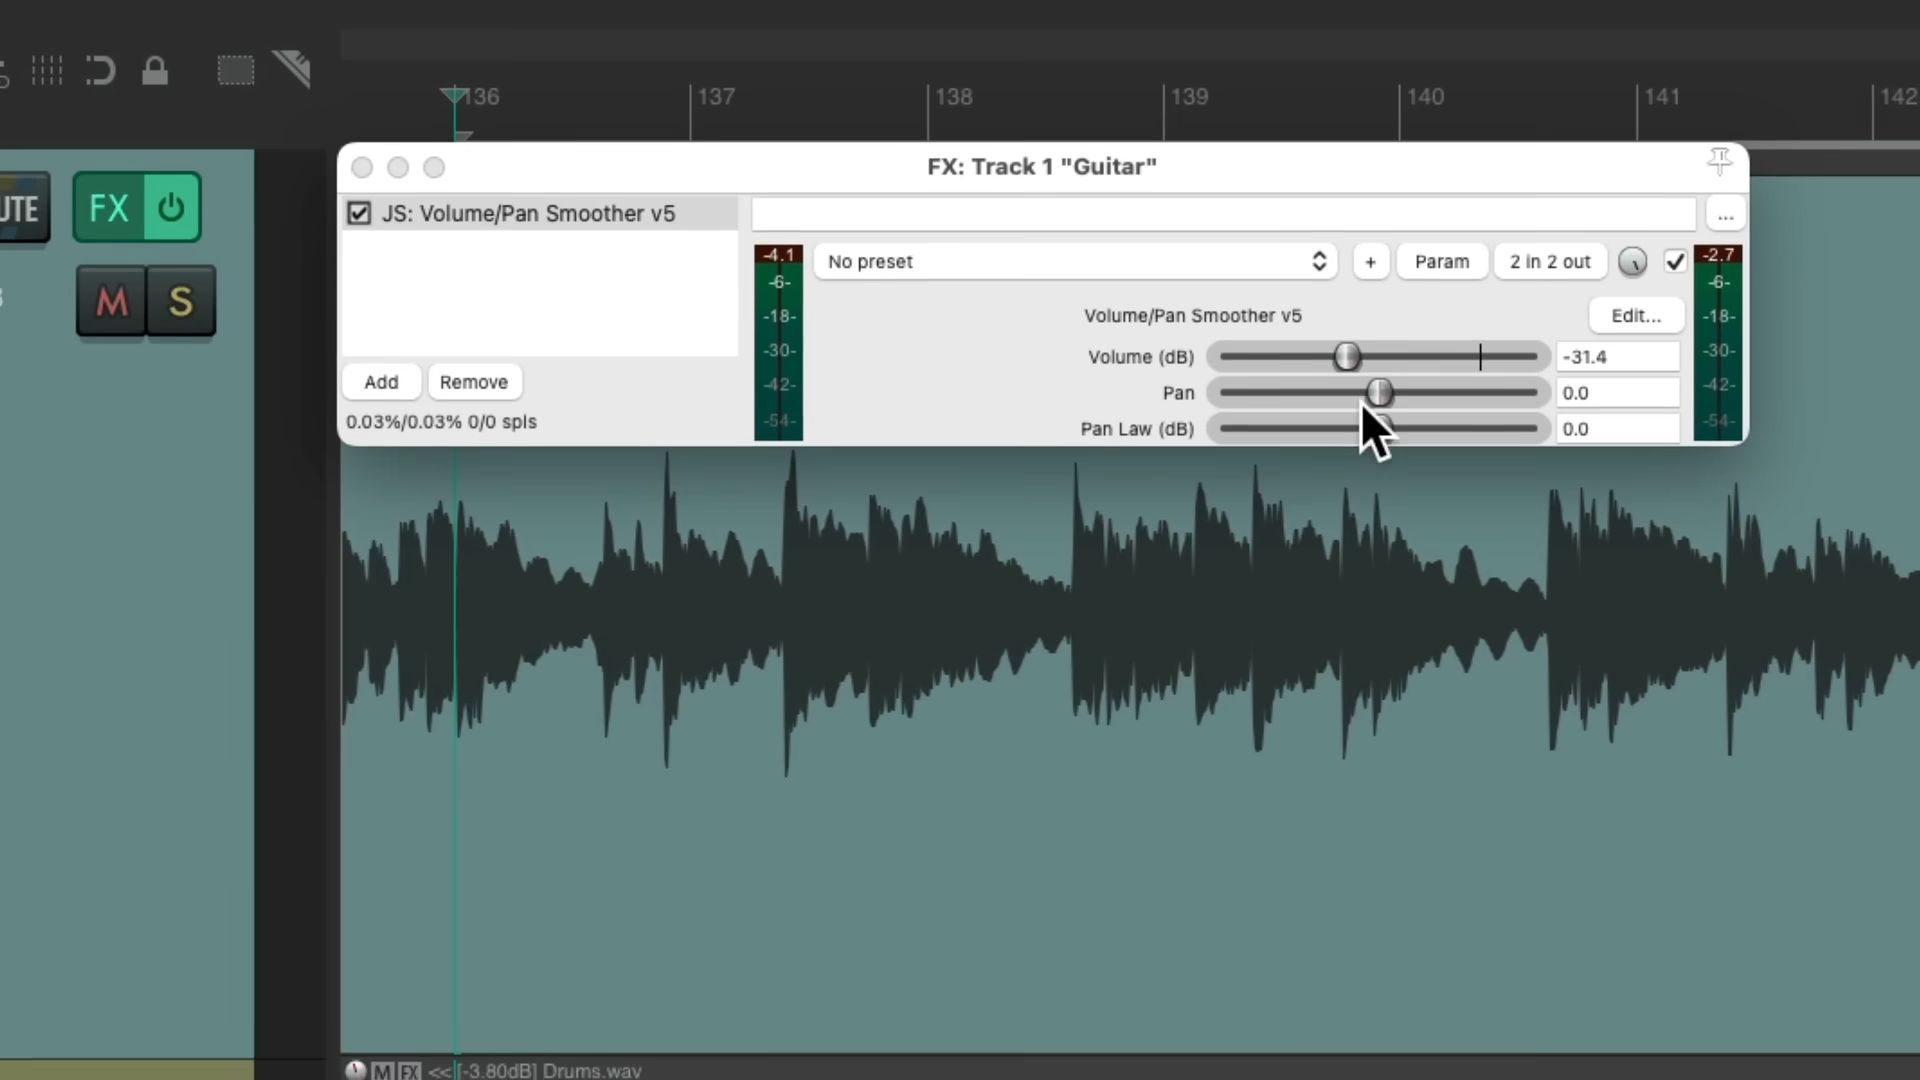 136 137 138 139 140 141 142
FX: Track 1 "Guitar"
UTE FX
JS: Volume/Pan Smoother v5
...
-4.1 No preset + Param 2 in 2 out -2.7
-6- -6-
M S
-18- Volume/Pan Smoother v5 Edit... -18-
-30- Volume (dB) -31.4 -30-
Add Remove -42- Pan 0.0 -42-
0.03%/0.03% 0/0 spls -54- Pan Law (dB) 0.0 -54-
M FX << [-3.80dB] Drums.wav